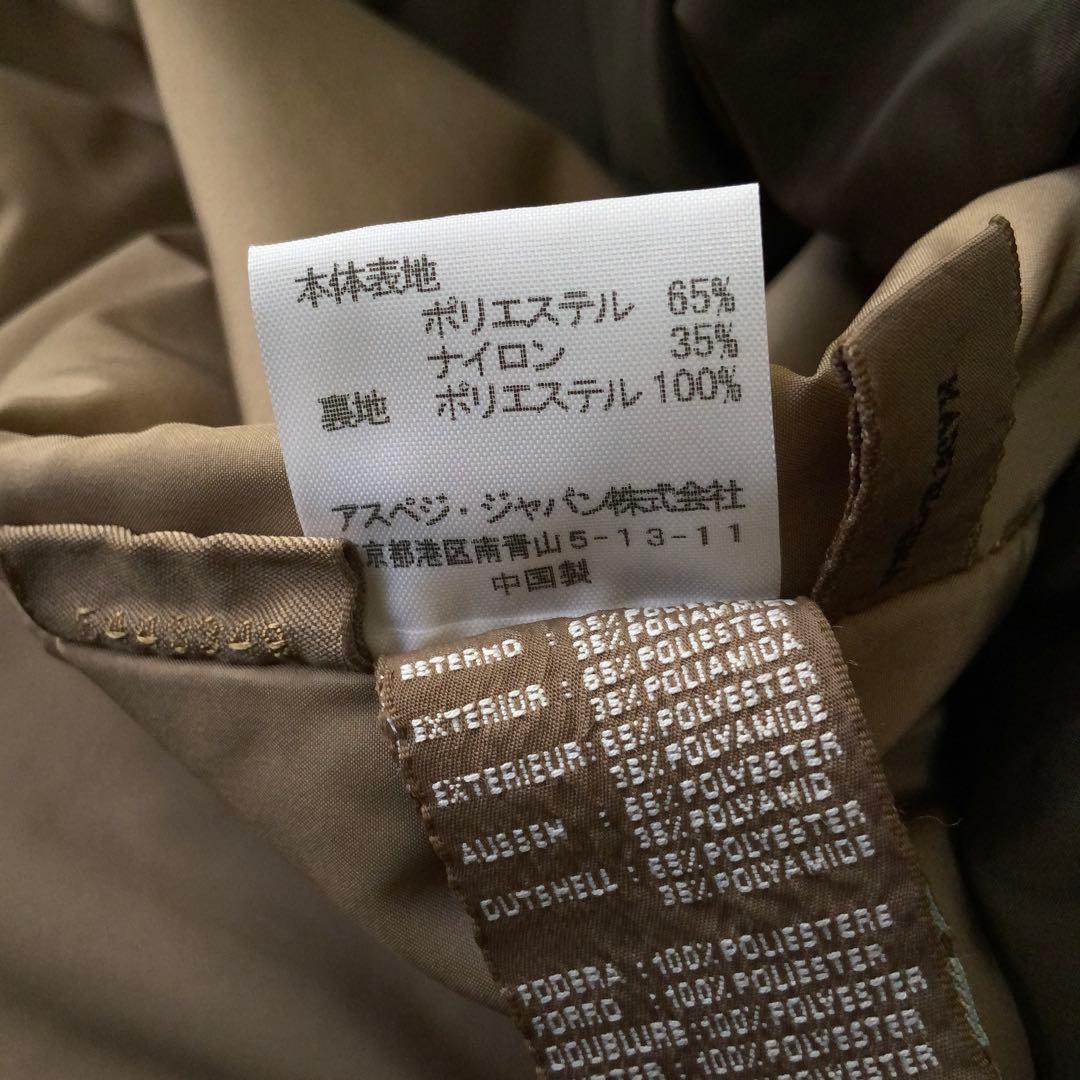 本体表地
ポリエステル 65%
ナイロン 35%
裏地 ポリエステル 100%
アスペジ・ジャパン株式会社
京都港区南青山5-13-11
中国製
ESTERNO : 65% POLIAMMIDE
35% POLIESTER
EXTERIOR : 65% POLIESTER
35% POLIAMIDA
EXTERIEUR: 65% POLYESTER
35% POLYAMIDE
AUSSEN : 65% POLYESTER
35% POLYAMID
OUTSHELL : 65% POLYESTER
35% POLYAMIDE
FODERA : 100% POLIESTERE
FORRO : 100% POLIESTER
DOUBLURE: 100% POLYESTER
: 100% POLYESTER